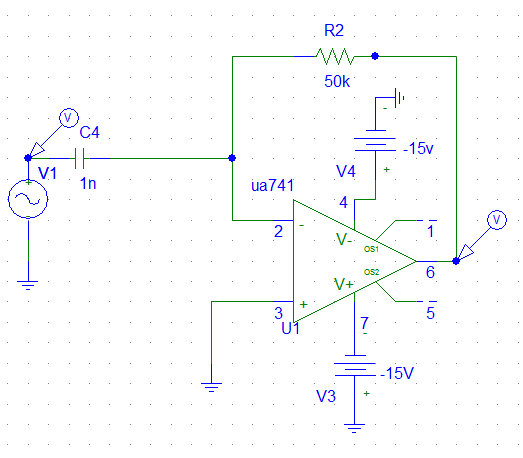 R2
50k
V
C4
V1
+
1n
-
-15v
V4
+
ua741
4
2
-
V-
OS1
1
V
6
OS2
V+
5
3
+
U1
7
-
-15V
V3
+